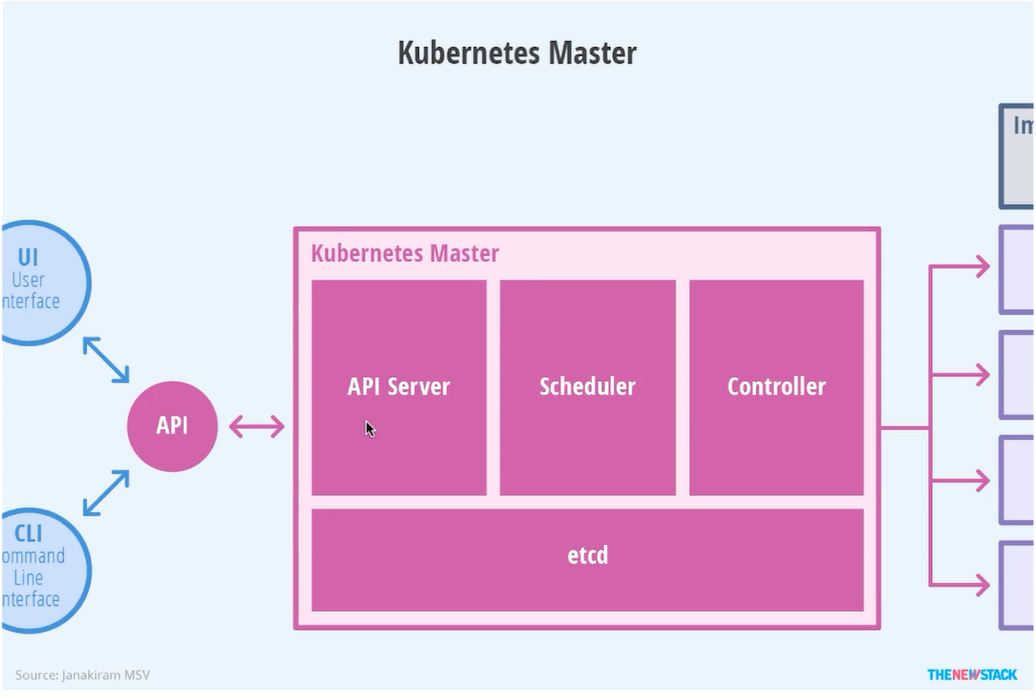 Kubernetes Master
Im
UI
User
nterface
API
CLI
ommand
Line
nterface
Kubernetes Master
API Server
Scheduler
Controller
etcd
Source: Janakiram MSV
THENEWSTACK